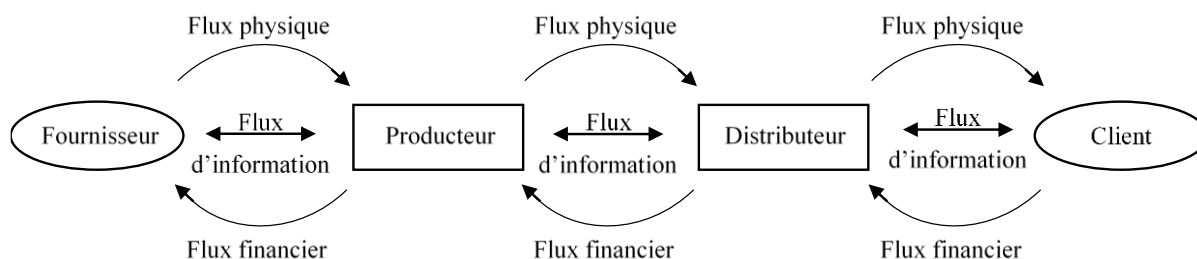 Flux physique
Flux physique
Flux physique
Fournisseur
Flux
d’information
Producteur
Flux
d’information
Distributeur
Flux
d’information
Client
Flux financier
Flux financier
Flux financier